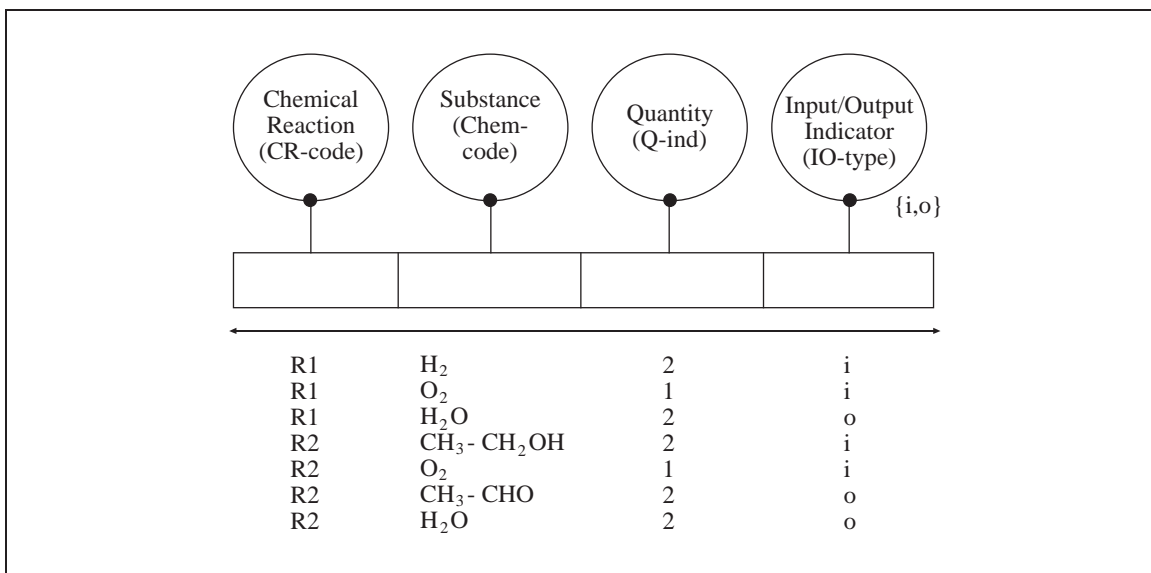 Chemical
Reaction
(CR-code)
Substance
(Chem-
code)
Quantity
(Q-ind)
Input/Output
Indicator
(IO-type)
{i,o}
R1 H₂ 2 i
R1 O₂ 1 i
R1 H₂O 2 o
R2 CH₃- CH₂OH 2 i
R2 O₂ 1 i
R2 CH₃- CHO 2 o
R2 H₂O 2 o